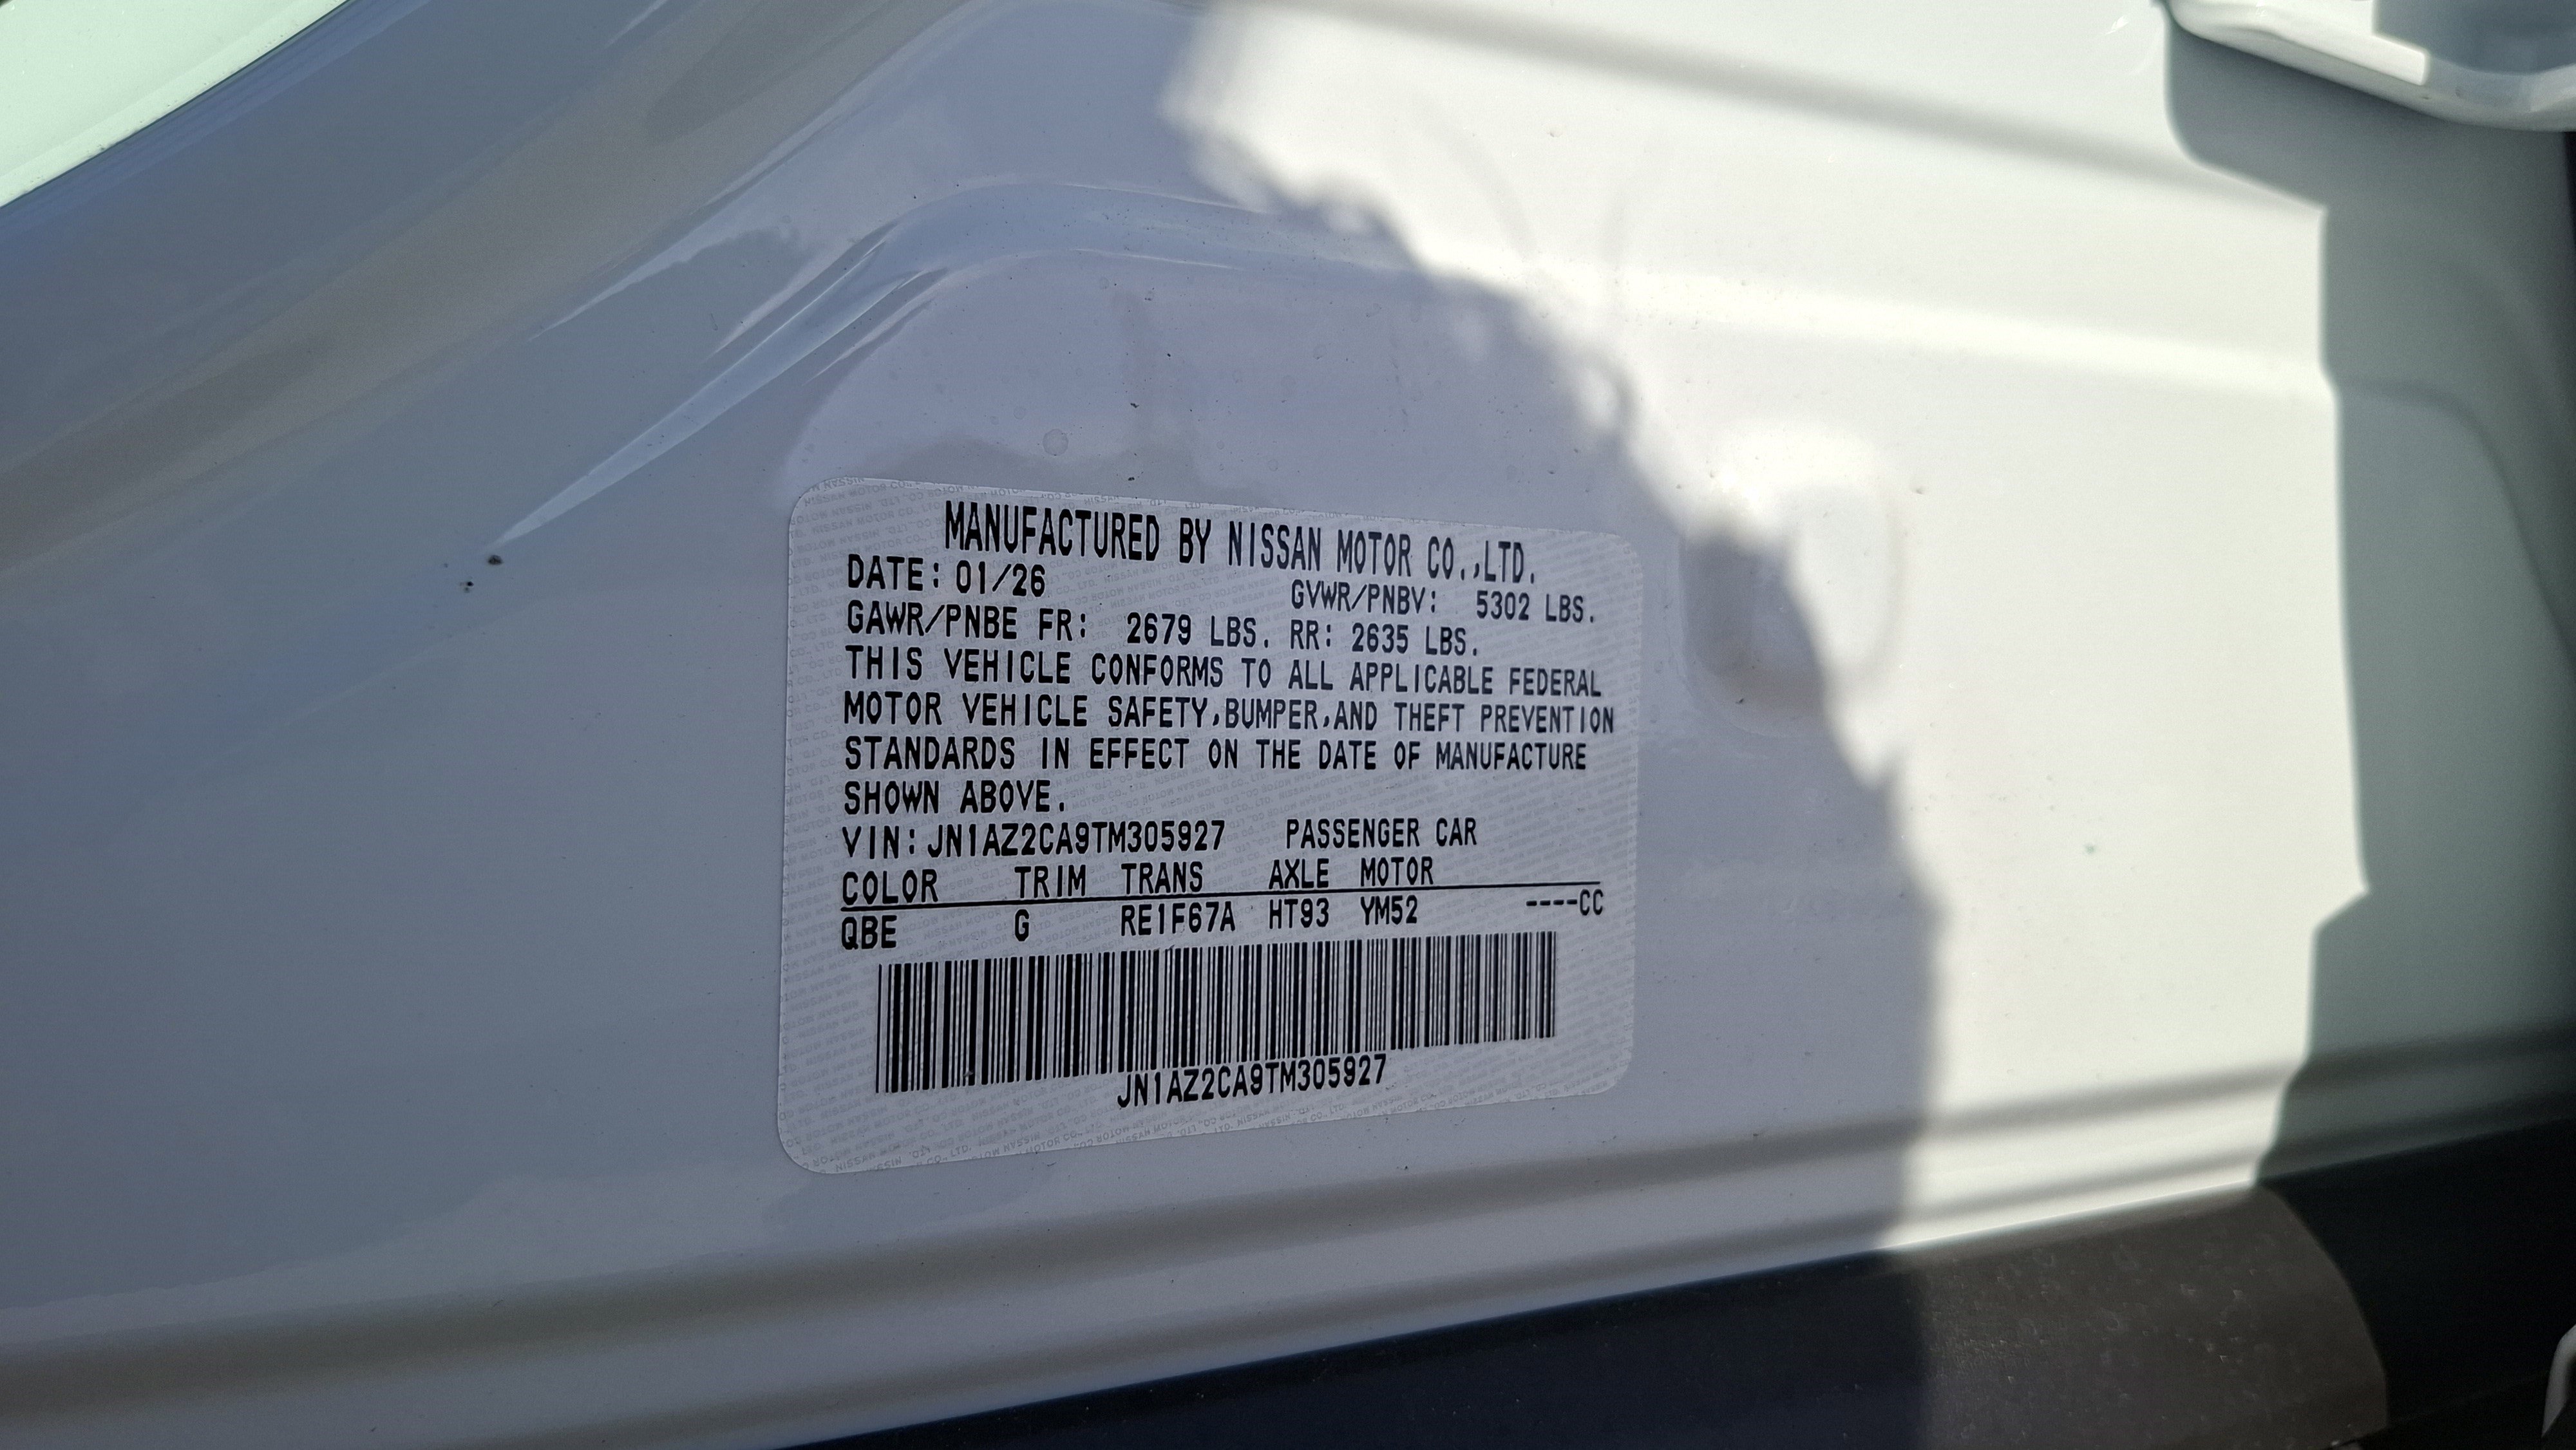 MANUFACTURED BY NISSAN MOTOR CO.,LTD.
DATE: 01/26 GVWR/PNBV: 5302 LBS.
GAWR/PNBE FR: 2679 LBS. RR: 2635 LBS.
THIS VEHICLE CONFORMS TO ALL APPLICABLE FEDERAL
MOTOR VEHICLE SAFETY,BUMPER,AND THEFT PREVENTION
STANDARDS IN EFFECT ON THE DATE OF MANUFACTURE
SHOWN ABOVE.
VIN: JN1AZ2CA9TM305927 PASSENGER CAR
COLOR TRIM TRANS AXLE MOTOR
QBE G RE1F67A HT93 YM52 ----CC
JN1AZ2CA9TM305927